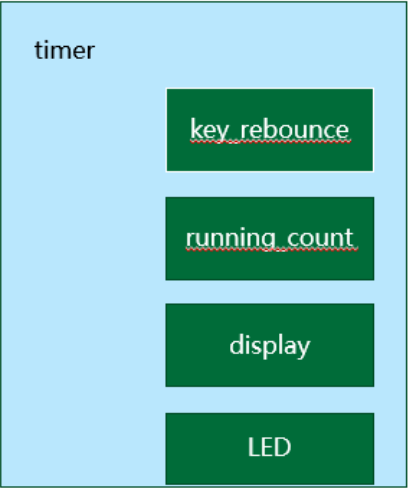 timer
key_rebounce
running_count
display
LED